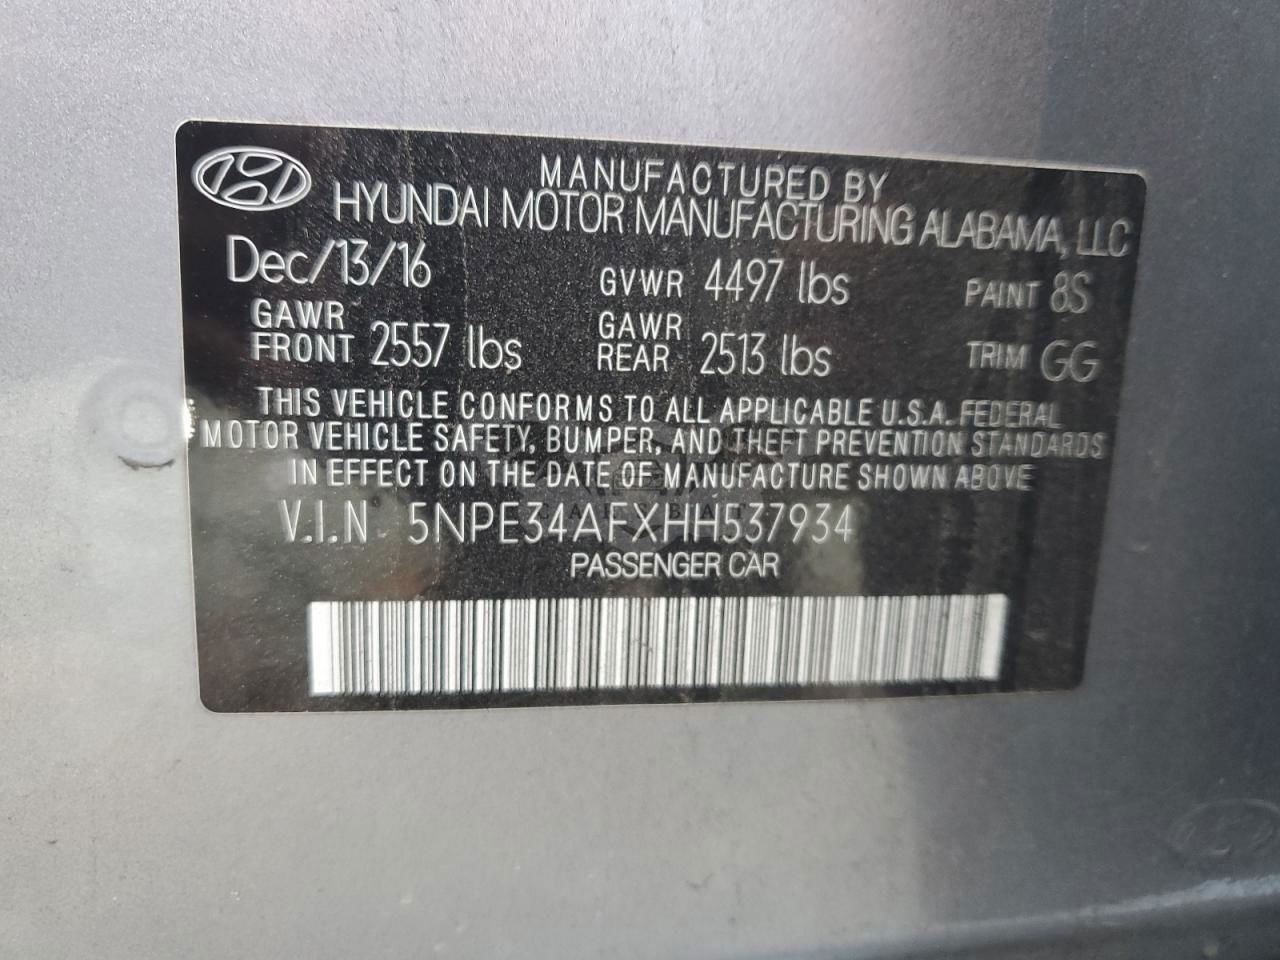 MANUFACTURED BY
HYUNDAI MOTOR MANUFACTURING ALABAMA, LLC
Dec/13/16 GVWR 4497 lbs PAINT 8S
GAWR FRONT 2557 lbs GAWR REAR 2513 lbs TRIM GG
THIS VEHICLE CONFORMS TO ALL APPLICABLE U.S.A. FEDERAL
MOTOR VEHICLE SAFETY, BUMPER, AND THEFT PREVENTION STANDARDS
IN EFFECT ON THE DATE OF MANUFACTURE SHOWN ABOVE
V.I.N 5NPE34AFXHH537934
PASSENGER CAR